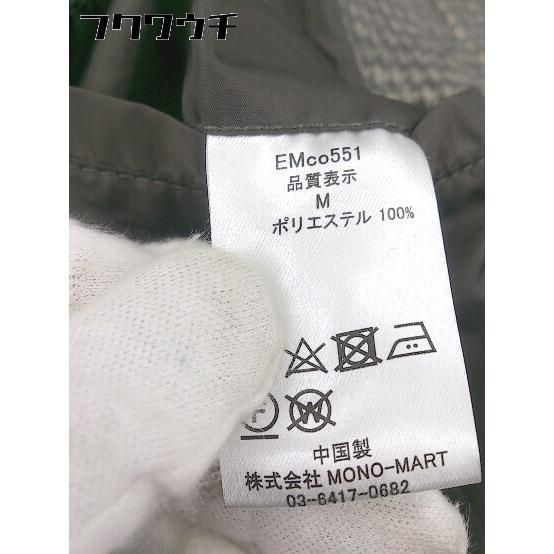 フクワウチ
EMco551
品質表示
M
ポリエステル 100%
中国製
株式会社 MONO-MART
03-6417-0682